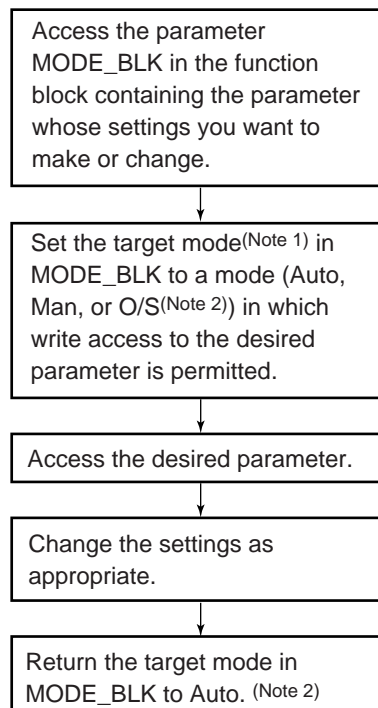 Access the parameter
MODE_BLK in the function
block containing the parameter
whose settings you want to
make or change.
Set the target mode(Note 1) in
MODE_BLK to a mode (Auto,
Man, or O/S(Note 2)) in which
write access to the desired
parameter is permitted.
Access the desired parameter.
Change the settings as
appropriate.
Return the target mode in
MODE_BLK to Auto. (Note 2)